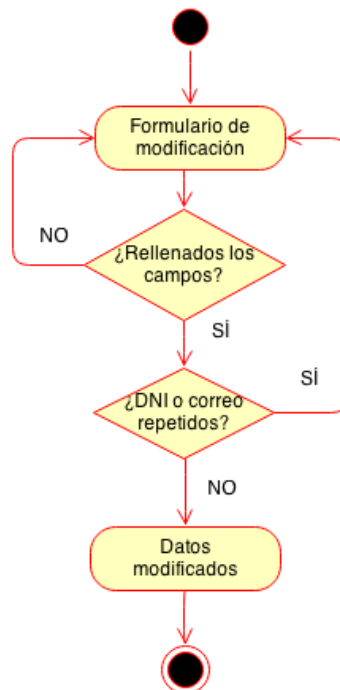 Formulario de
modificación
NO
¿Rellenados los
campos?
SÍ
¿DNI o correo
repetidos?
SÍ
NO
Datos
modificados